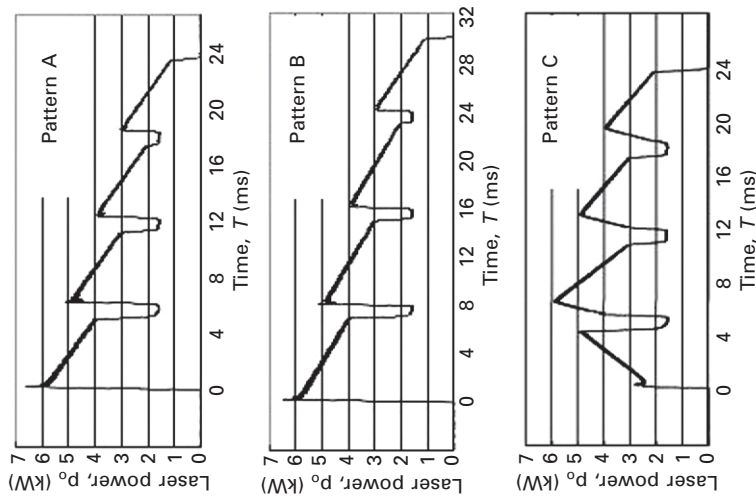 Pattern A
7
6
5
4
3
2
1
0
Laser power, pₒ (kW)
0 4 8 12 16 20 24
Time, T (ms)
Pattern B
7
6
5
4
3
2
1
0
Laser power, pₒ (kW)
0 4 8 12 16 20 24 28 32
Time, T (ms)
Pattern C
7
6
5
4
3
2
1
0
Laser power, pₒ (kW)
0 4 8 12 16 20 24
Time, T (ms)